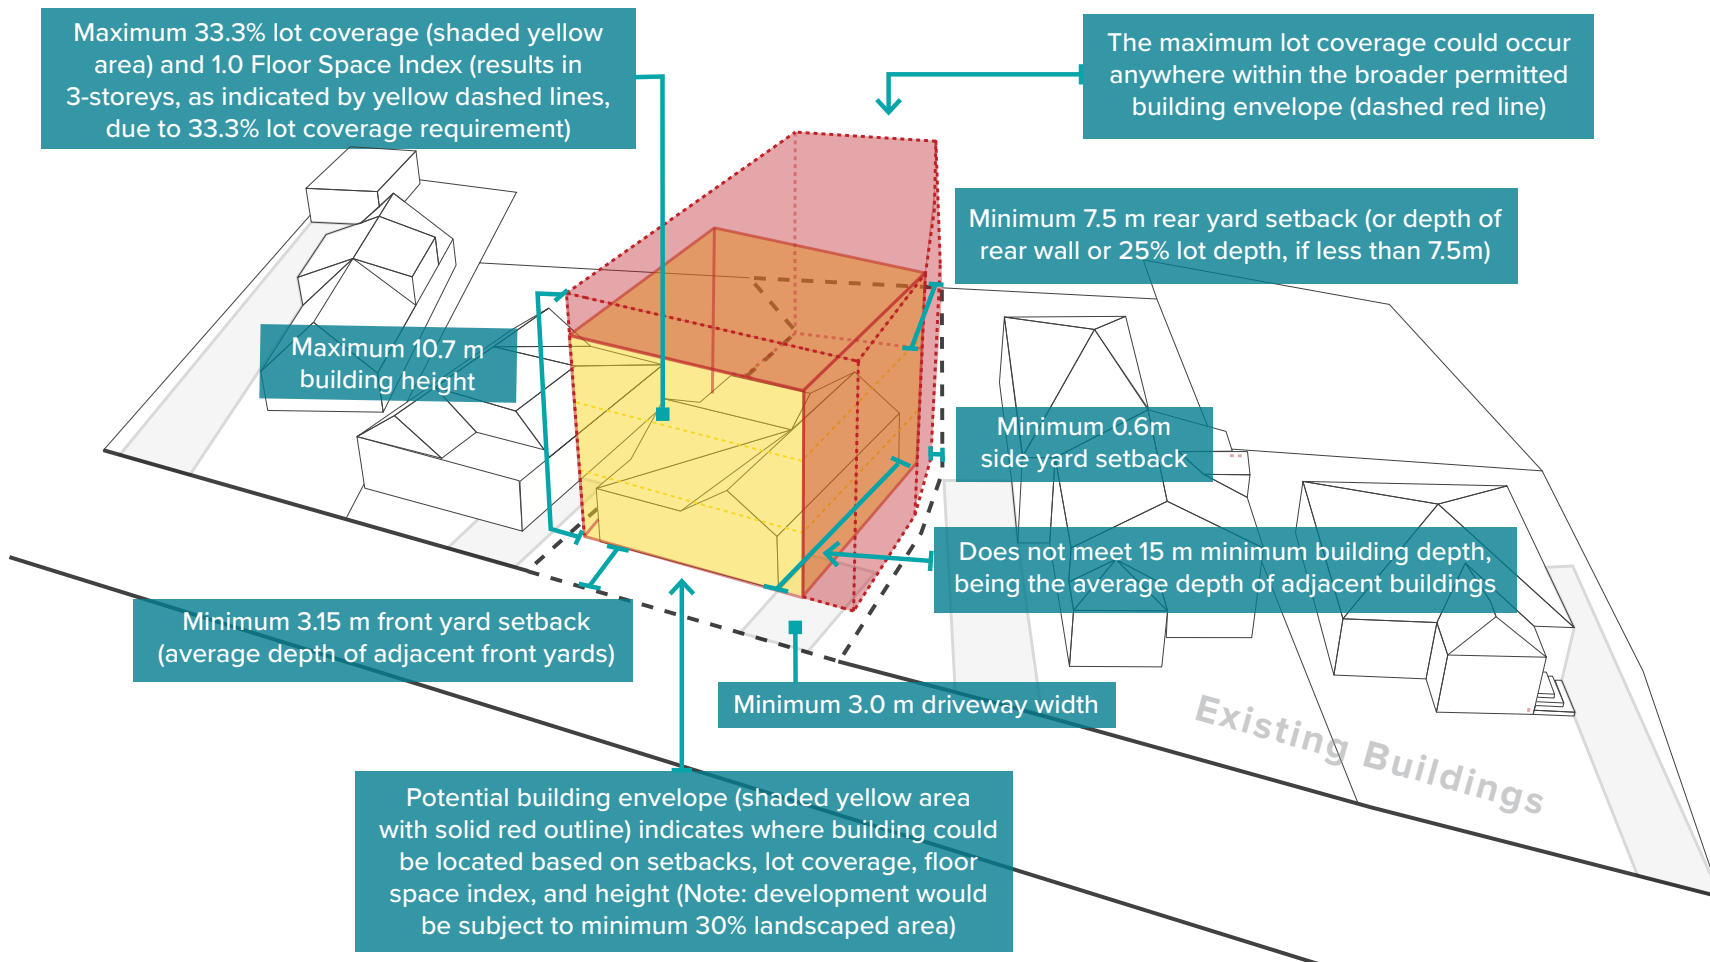 Maximum 33.3% lot coverage (shaded yellow
area) and 1.0 Floor Space Index (results in
3-storeys, as indicated by yellow dashed lines,
due to 33.3% lot coverage requirement)
The maximum lot coverage could occur
anywhere within the broader permitted
building envelope (dashed red line)
Minimum 7.5 m rear yard setback (or depth of
rear wall or 25% lot depth, if less than 7.5m)
Maximum 10.7 m
building height
Minimum 0.6m
side yard setback
Does not meet 15 m minimum building depth,
being the average depth of adjacent buildings
Minimum 3.15 m front yard setback
(average depth of adjacent front yards)
Minimum 3.0 m driveway width
Existing Buildings
Potential building envelope (shaded yellow area
with solid red outline) indicates where building could
be located based on setbacks, lot coverage, floor
space index, and height (Note: development would
be subject to minimum 30% landscaped area)